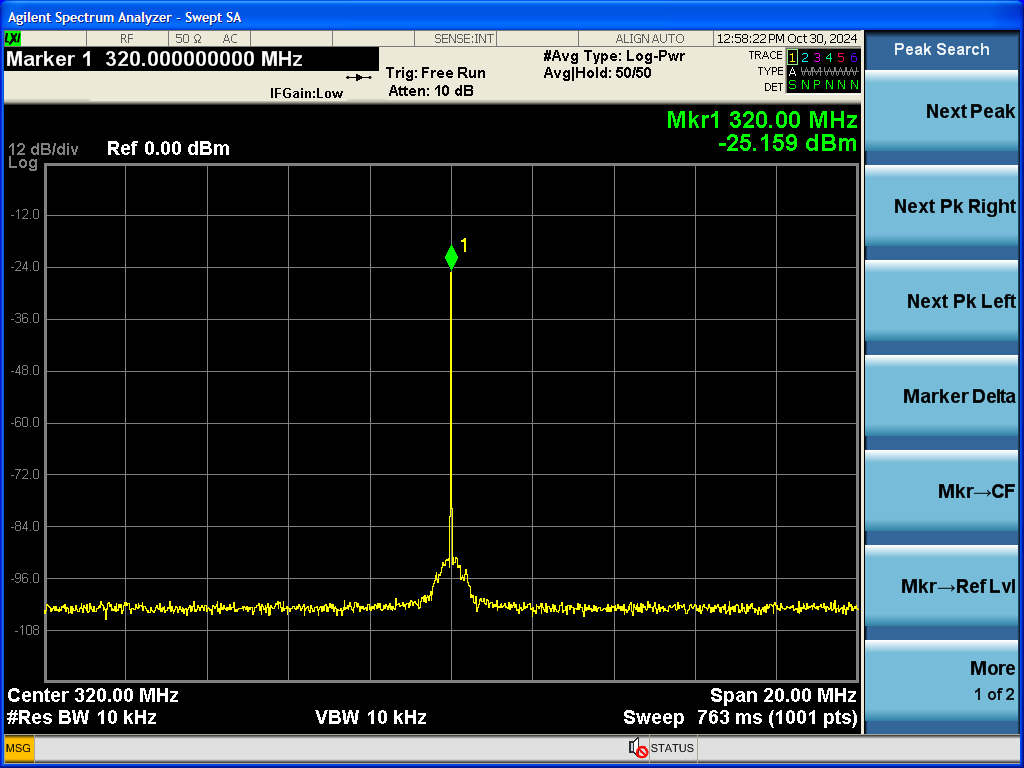 Agilent Spectrum Analyzer - Swept SA
LXI
RF
50 Ω
AC
SENSE:INT
ALIGN AUTO
12:58:22 PM Oct 30, 2024
Marker 1 320.000000000 MHz
IFGain:Low
Trig: Free Run
Atten: 10 dB
#Avg Type: Log-Pwr
Avg|Hold: 50/50
TRACE 1 2 3 4 5 6
TYPE A WMWWWW
DET S N P N N N
Mkr1 320.00 MHz
-25.159 dBm
12 dB/div
Log
Ref 0.00 dBm
1
-12.0
-24.0
-36.0
-48.0
-60.0
-72.0
-84.0
-96.0
-108
Center 320.00 MHz
Span 20.00 MHz
#Res BW 10 kHz
VBW 10 kHz
Sweep 763 ms (1001 pts)
MSG
STATUS
Peak Search
Next Peak
Next Pk Right
Next Pk Left
Marker Delta
Mkr→CF
Mkr→Ref Lvl
More
1 of 2